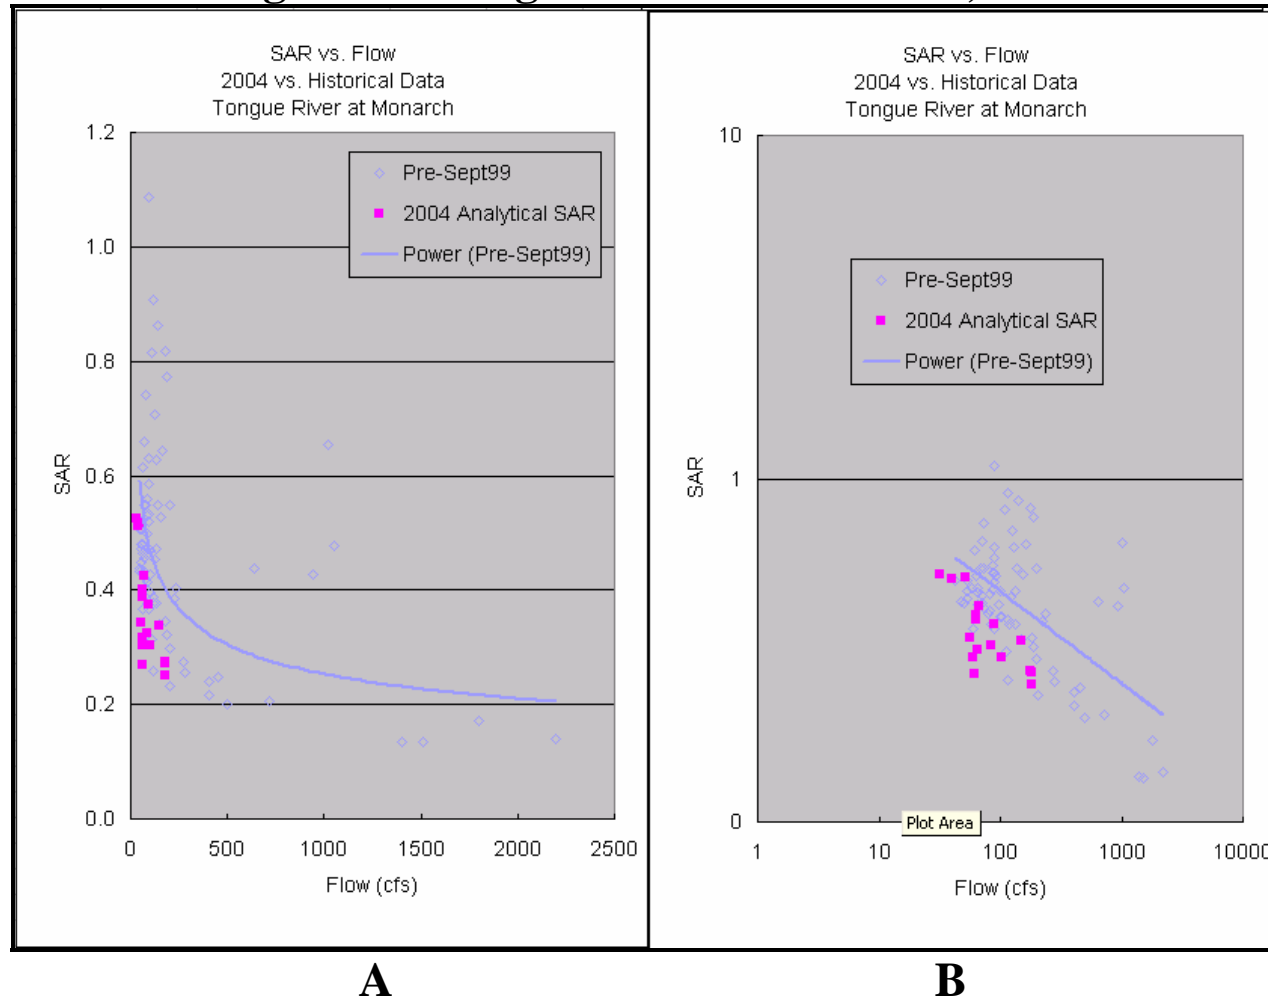 SAR vs. Flow
2004 vs. Historical Data
Tongue River at Monarch
1.2
1.0
0.8
0.6
0.4
0.2
0.0
SAR
Pre-Sept99
2004 Analytical SAR
Power (Pre-Sept99)
0 500 1000 1500 2000 2500
Flow (cfs)
A
SAR vs. Flow
2004 vs. Historical Data
Tongue River at Monarch
10
1
0
SAR
Pre-Sept99
2004 Analytical SAR
Power (Pre-Sept99)
Plot Area
1 10 100 1000 10000
Flow (cfs)
B